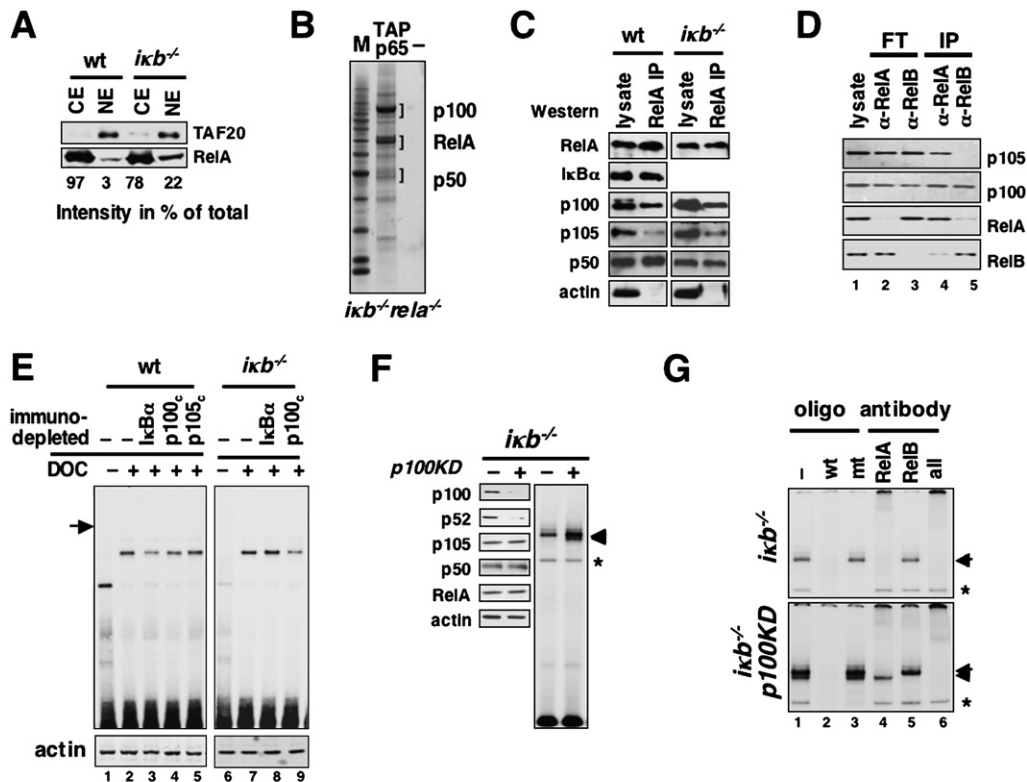 A
wt iκb-/-
CE NE CE NE
TAF20
RelA
97 3 78 22
Intensity in % of total
B
TAP
M p65 –
p100
RelA
p50
iκb-/-rela-/-
C
wt iκb-/-
Western lysate RelA IP lysate RelA IP
RelA
IκBα
p100
p105
p50
actin
D
FT IP
lysate α-RelA α-RelB α-RelA α-RelB
p105
p100
RelA
RelB
1 2 3 4 5
E
wt iκb-/-
immuno-
depleted – – IκBα p100c p105c – – IκBα p100c
DOC – + + + + – + + +
actin
1 2 3 4 5 6 7 8 9
F
iκb-/-
p100KD – + – +
p100
p52
p105
p50
RelA
actin
*
G
oligo antibody
– wt mt RelA RelB all
iκb-/-
*
iκb-/-
p100KD
*
1 2 3 4 5 6